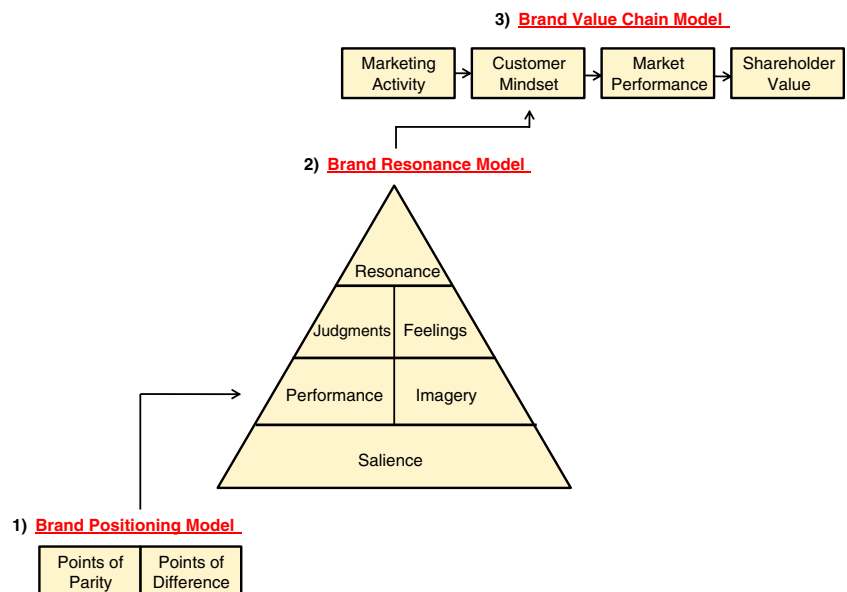 3) Brand Value Chain Model
Marketing
Activity
Customer
Mindset
Market
Performance
Shareholder
Value
2) Brand Resonance Model
Resonance
Judgments
Feelings
Performance
Imagery
Salience
1) Brand Positioning Model
Points of
Parity
Points of
Difference